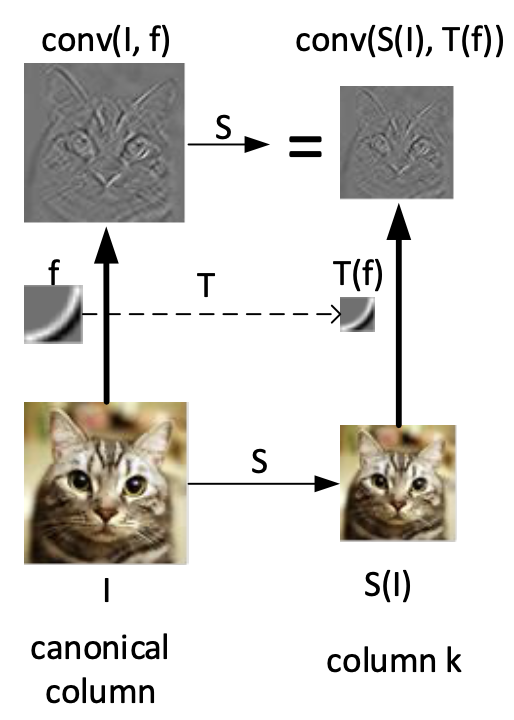 conv(I, f)
conv(S(I), T(f))
S
=
f
T
T(f)
S
I
S(I)
canonical
column
column k